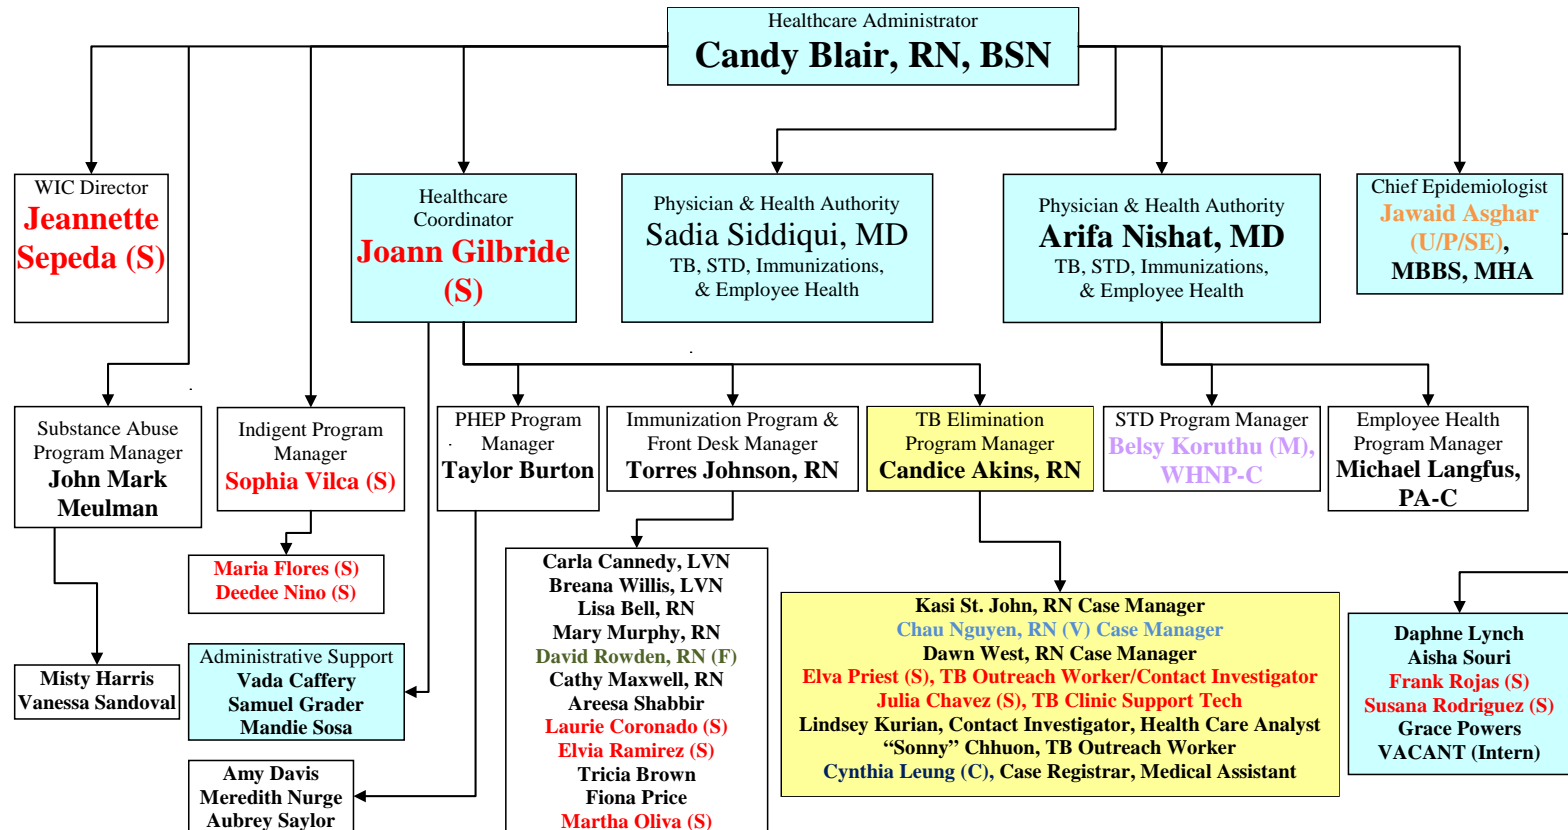 Healthcare Administrator
Candy Blair, RN, BSN
WIC Director
Jeannette
Sepeda (S)
Healthcare
Coordinator
Joann Gilbride
(S)
Physician & Health Authority
Sadia Siddiqui, MD
TB, STD, Immunizations,
& Employee Health
Physician & Health Authority
Arifa Nishat, MD
TB, STD, Immunizations,
& Employee Health
Chief Epidemiologist
Jawaid Asghar
(U/P/SE),
MBBS, MHA
Substance Abuse
Program Manager
John Mark
Meulman
Indigent Program
Manager
Sophia Vilca (S)
PHEP Program
Manager
Taylor Burton
Immunization Program &
Front Desk Manager
Torres Johnson, RN
TB Elimination
Program Manager
Candice Akins, RN
STD Program Manager
Belsy Koruthu (M),
WHNP-C
Employee Health
Program Manager
Michael Langfus,
PA-C
Maria Flores (S)
Deedee Nino (S)
Misty Harris
Vanessa Sandoval
Administrative Support
Vada Caffery
Samuel Grader
Mandie Sosa
Amy Davis
Meredith Nurge
Aubrey Saylor
Carla Cannedy, LVN
Breana Willis, LVN
Lisa Bell, RN
Mary Murphy, RN
David Rowden, RN (F)
Cathy Maxwell, RN
Areesa Shabbir
Laurie Coronado (S)
Elvia Ramirez (S)
Tricia Brown
Fiona Price
Martha Oliva (S)
Kasi St. John, RN Case Manager
Chau Nguyen, RN (V) Case Manager
Dawn West, RN Case Manager
Elva Priest (S), TB Outreach Worker/Contact Investigator
Julia Chavez (S), TB Clinic Support Tech
Lindsey Kurian, Contact Investigator, Health Care Analyst
“Sonny” Chhuon, TB Outreach Worker
Cynthia Leung (C), Case Registrar, Medical Assistant
Daphne Lynch
Aisha Souri
Frank Rojas (S)
Susana Rodriguez (S)
Grace Powers
VACANT (Intern)